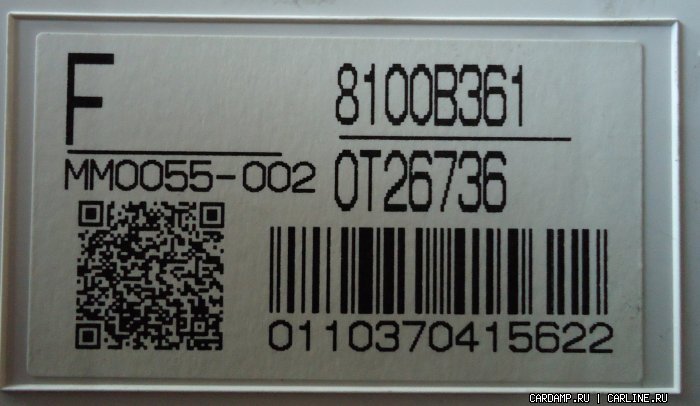 F
8100B361
MM0055-002
0T26736
0110370415622
CARDAMP.RU | CARLINE.RU